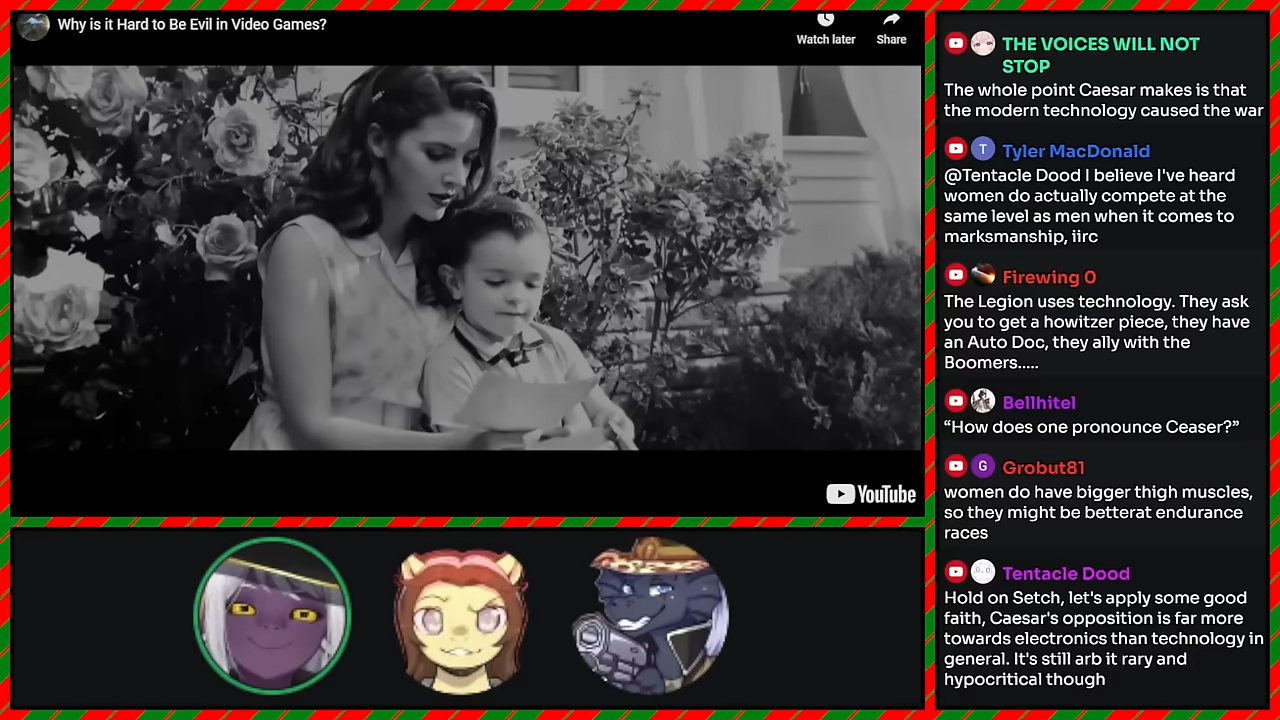 Why is it Hard to Be Evil in Video Games?
Watch later
Share
YouTube
THE VOICES WILL NOT
STOP
The whole point Caesar makes is that
the modern technology caused the war
T
Tyler MacDonald
@Tentacle Dood I believe I've heard
women do actually compete at the
same level as men when it comes to
marksmanship, iirc
Firewing 0
The Legion uses technology. They ask
you to get a howitzer piece, they have
an Auto Doc, they ally with the
Boomers.....
Bellhitel
“How does one pronounce Ceaser?”
G
Grobut81
women do have bigger thigh muscles,
so they might be betterat endurance
races
Tentacle Dood
Hold on Setch, let's apply some good
faith, Caesar's opposition is far more
towards electronics than technology in
general. It's still arb it rary and
hypocritical though